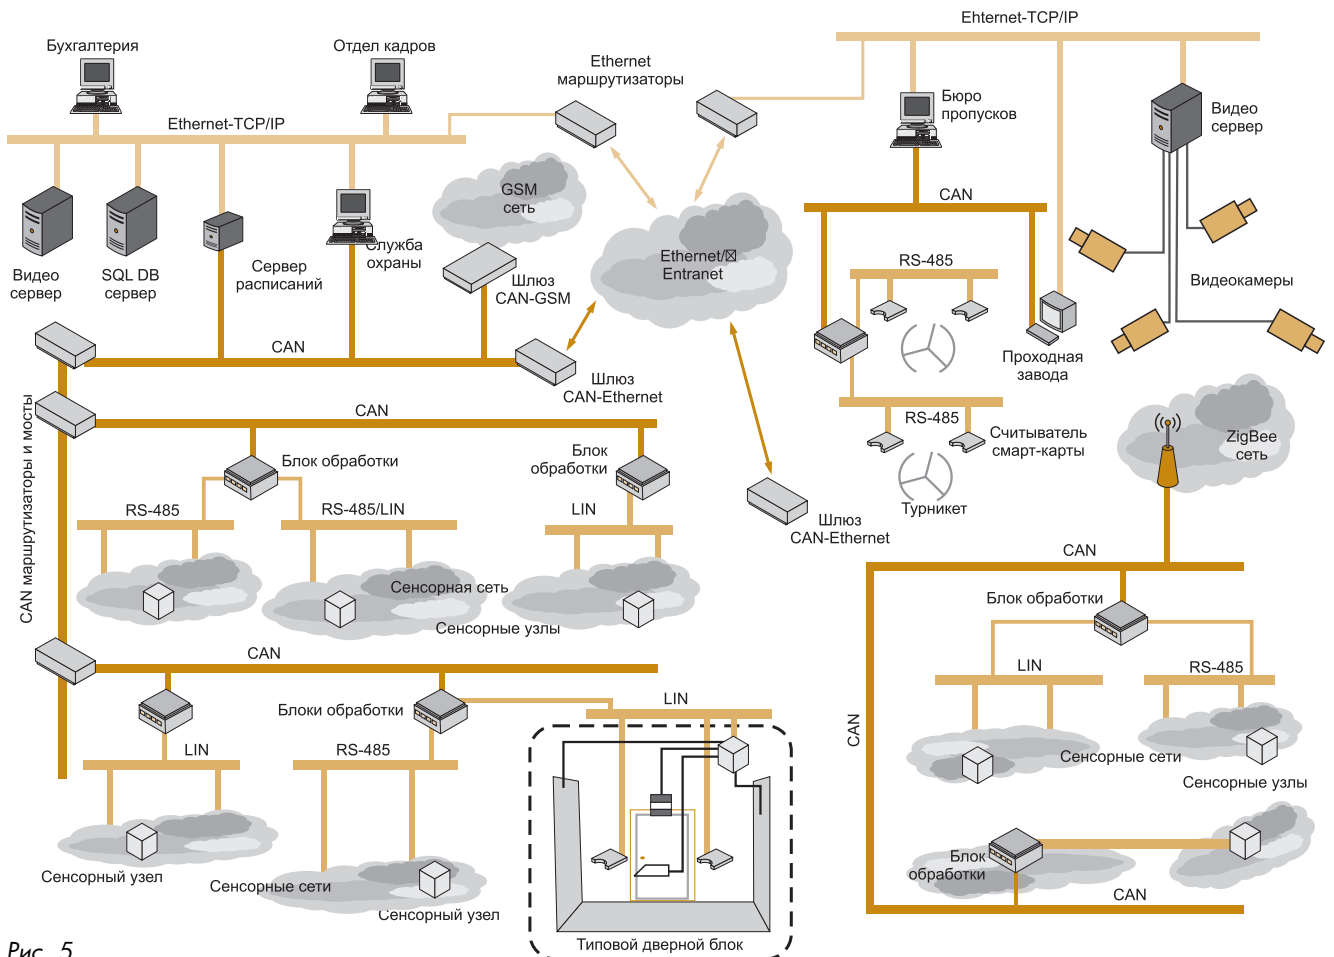 Ehternet-TCP/IP
Бухгалтерия
Отдел кадров
Ethernet
маршрутизаторы
Бюро
пропусков
Видео
сервер
Ethernet-TCP/IP
GSM
сеть
CAN
Служба
охраны
Ethernet/☒
Entranet
RS-485
Видео
сервер
SQL DB
сервер
Сервер
расписаний
Шлюз
CAN-GSM
Видеокамеры
CAN
Проходная
завода
Шлюз
CAN-Ethernet
CAN маршрутизаторы и мосты
CAN
RS-485
Считыватель
смарт-карты
ZigBee
сеть
Блок обработки
Блок
обработки
Турникет
RS-485
RS-485/LIN
LIN
Шлюз
CAN-Ethernet
CAN
Сенсорная сеть
Сенсорные узлы
Блок обработки
CAN
LIN
RS-485
Блоки обработки
LIN
CAN
LIN
RS-485
Сенсорные сети
Сенсорные узлы
Сенсорный узел
Сенсорные сети
Сенсорный узел
Блок
обработки
CAN
Типовой дверной блок
Рис. 5